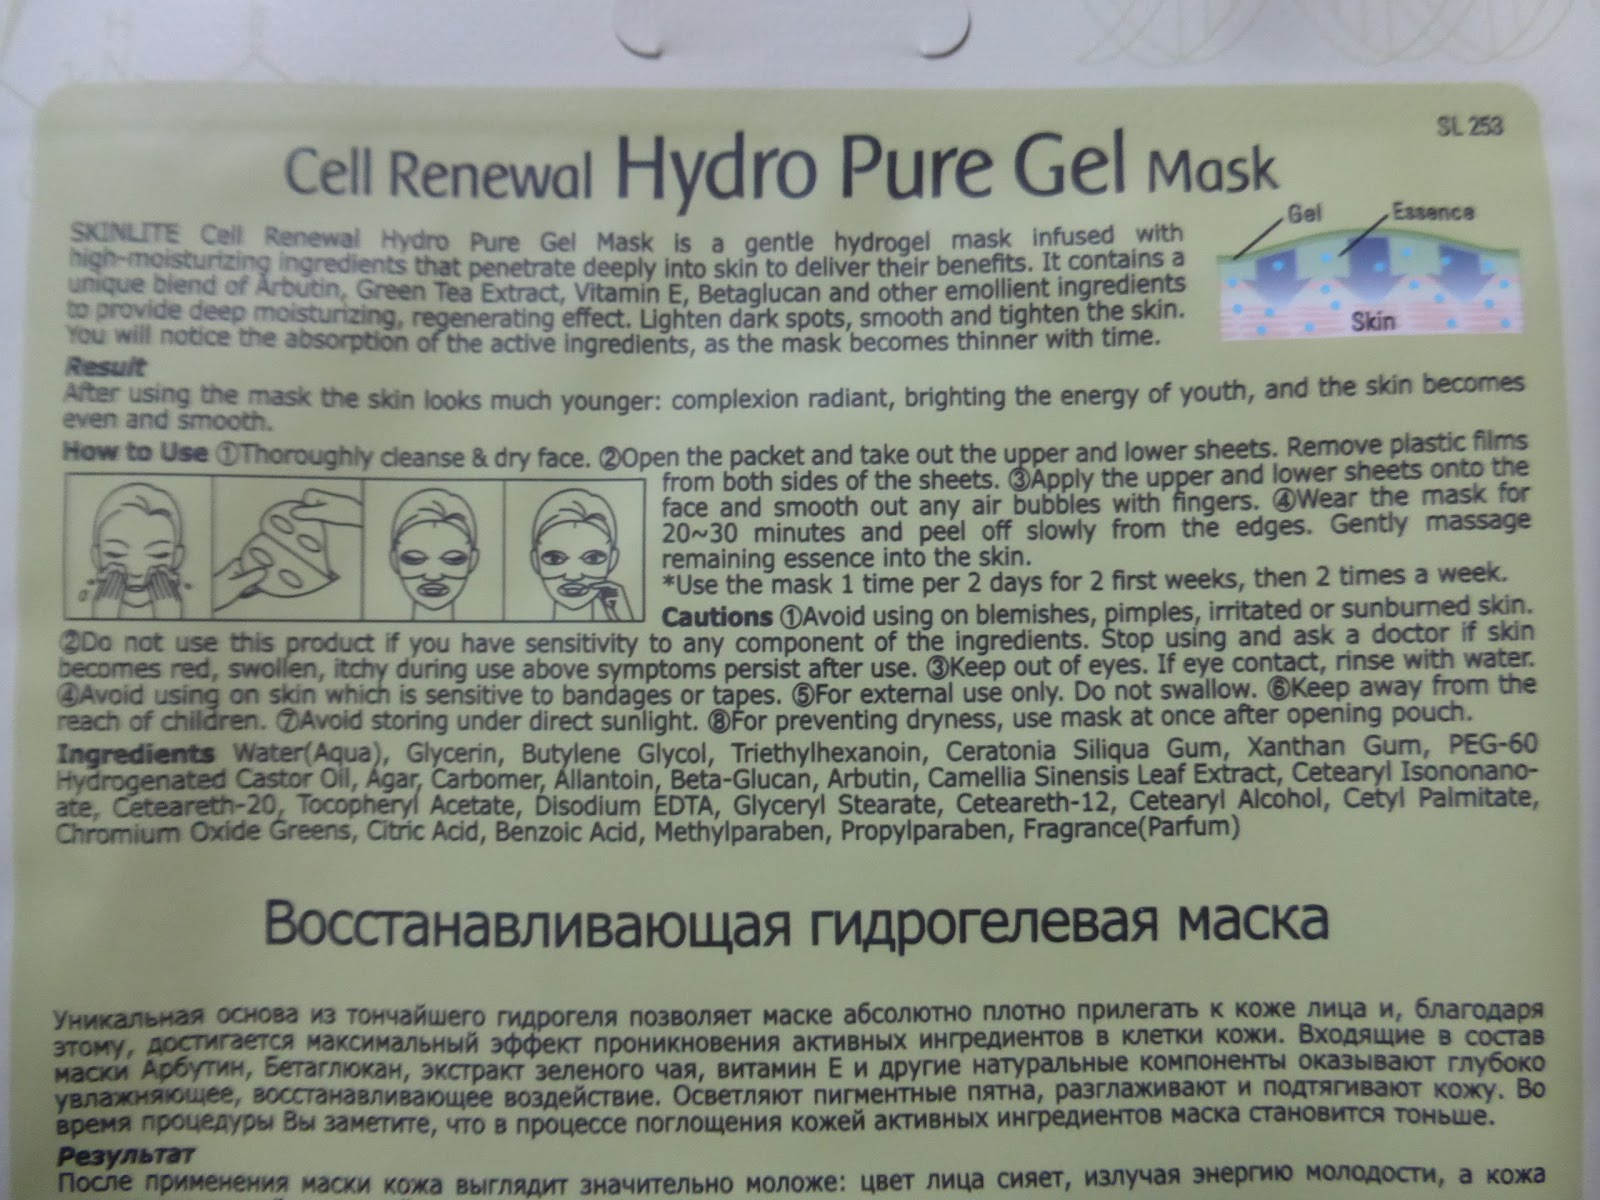 SL 253
Cell Renewal Hydro Pure Gel Mask
Gel
Essence
Skin
SKINLITE Cell Renewal Hydro Pure Gel Mask is a gentle hydrogel mask infused with
high-moisturizing ingredients that penetrate deeply into skin to deliver their benefits. It contains a
unique blend of Arbutin, Green Tea Extract, Vitamin E, Betaglucan and other emollient ingredients
to provide deep moisturizing, regenerating effect. Lighten dark spots, smooth and tighten the skin.
You will notice the absorption of the active ingredients, as the mask becomes thinner with time.
Result
After using the mask the skin looks much younger: complexion radiant, brighting the energy of youth, and the skin becomes
even and smooth.
How to Use ①Thoroughly cleanse & dry face. ②Open the packet and take out the upper and lower sheets. Remove plastic films
from both sides of the sheets. ③Apply the upper and lower sheets onto the
face and smooth out any air bubbles with fingers. ④Wear the mask for
20~30 minutes and peel off slowly from the edges. Gently massage
remaining essence into the skin.
*Use the mask 1 time per 2 days for 2 first weeks, then 2 times a week.
Cautions ①Avoid using on blemishes, pimples, irritated or sunburned skin.
②Do not use this product if you have sensitivity to any component of the ingredients. Stop using and ask a doctor if skin
becomes red, swollen, itchy during use above symptoms persist after use. ③Keep out of eyes. If eye contact, rinse with water.
④Avoid using on skin which is sensitive to bandages or tapes. ⑤For external use only. Do not swallow. ⑥Keep away from the
reach of children. ⑦Avoid storing under direct sunlight. ⑧For preventing dryness, use mask at once after opening pouch.
Ingredients Water(Aqua), Glycerin, Butylene Glycol, Triethylhexanoin, Ceratonia Siliqua Gum, Xanthan Gum, PEG-60
Hydrogenated Castor Oil, Agar, Carbomer, Allantoin, Beta-Glucan, Arbutin, Camellia Sinensis Leaf Extract, Cetearyl Isononano-
ate, Ceteareth-20, Tocopheryl Acetate, Disodium EDTA, Glyceryl Stearate, Ceteareth-12, Cetearyl Alcohol, Cetyl Palmitate,
Chromium Oxide Greens, Citric Acid, Benzoic Acid, Methylparaben, Propylparaben, Fragrance(Parfum)
Восстанавливающая гидрогелевая маска
Уникальная основа из тончайшего гидрогеля позволяет маске абсолютно плотно прилегать к коже лица и, благодаря
этому, достигается максимальный эффект проникновения активных ингредиентов в клетки кожи. Входящие в состав
маски Арбутин, Бетаглюкан, экстракт зеленого чая, витамин Е и другие натуральные компоненты оказывают глубоко
увлажняющее, восстанавливающее воздействие. Осветляют пигментные пятна, разглаживают и подтягивают кожу. Во
время процедуры Вы заметите, что в процессе поглощения кожей активных ингредиентов маска становится тоньше.
Результат
После применения маски кожа выглядит значительно моложе: цвет лица сияет, излучая энергию молодости, а кожа